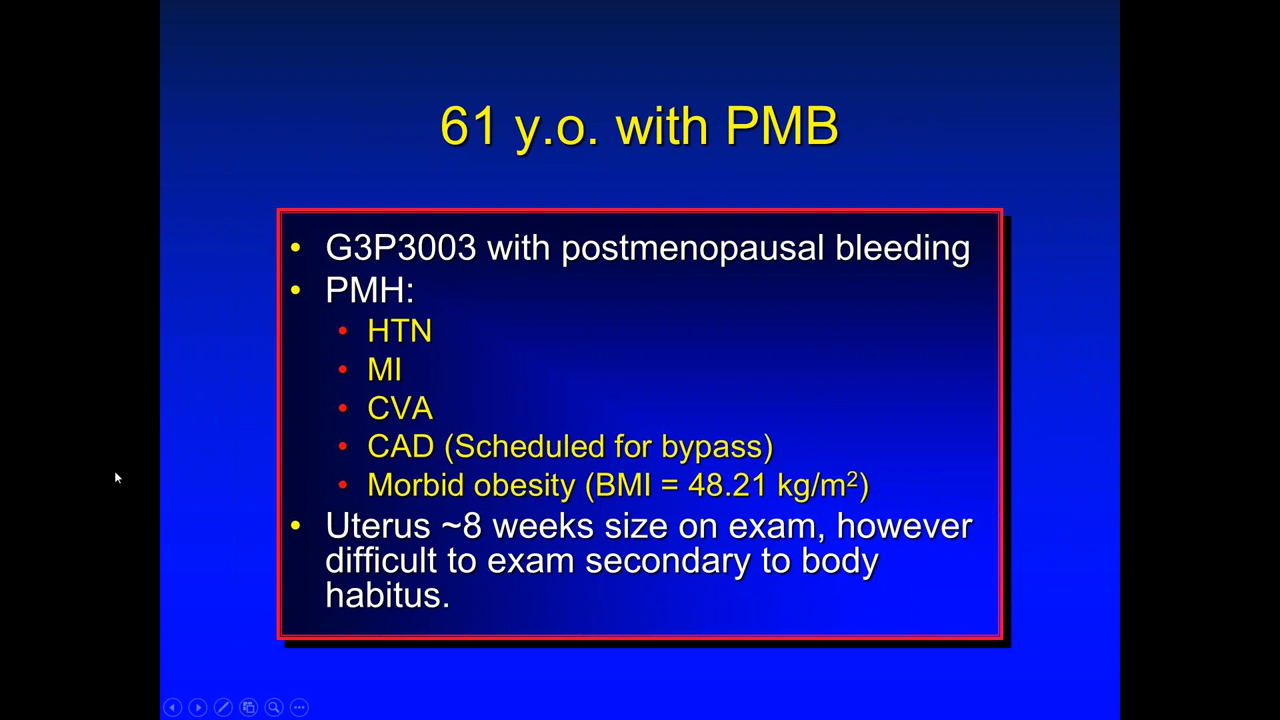 61 y.o. with PMB
• G3P3003 with postmenopausal bleeding
• PMH:
• HTN
• MI
• CVA
• CAD (Scheduled for bypass)
• Morbid obesity (BMI = 48.21 kg/m²)
• Uterus ~8 weeks size on exam, however
difficult to exam secondary to body
habitus.